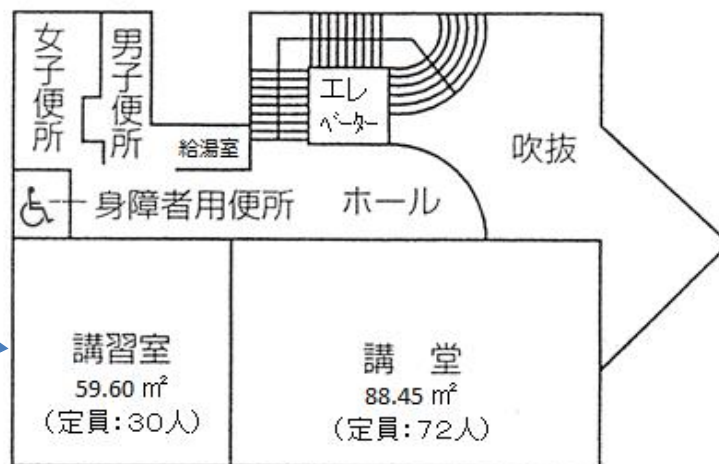 女子便所
男子便所
給湯室
エレ
ベーター
吹抜
身障者用便所
ホール
講習室
59.60 ㎡
(定員:30人)
講 堂
88.45 ㎡
(定員:72人)